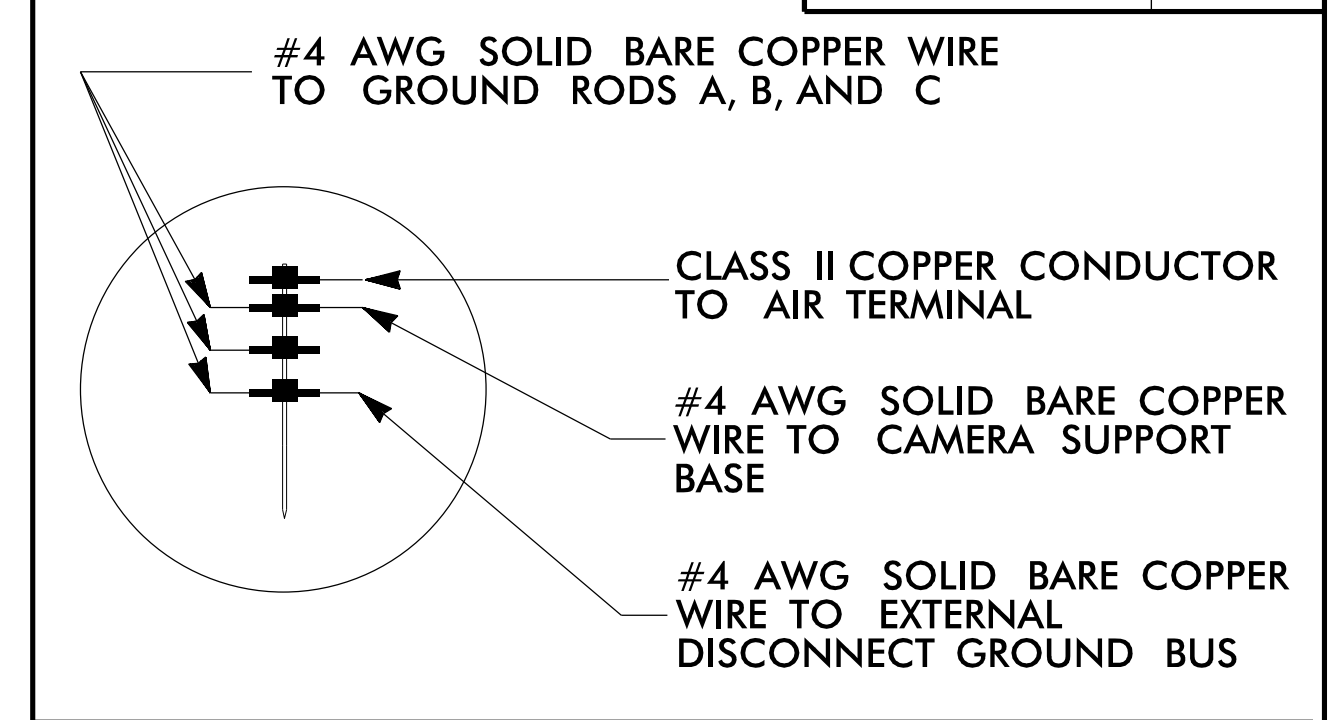 #4 AWG SOLID BARE COPPER WIRE
TO GROUND RODS A, B, AND C
CLASS II COPPER CONDUCTOR
TO AIR TERMINAL
#4 AWG SOLID BARE COPPER
WIRE TO CAMERA SUPPORT
BASE
#4 AWG SOLID BARE COPPER
WIRE TO EXTERNAL
DISCONNECT GROUND BUS